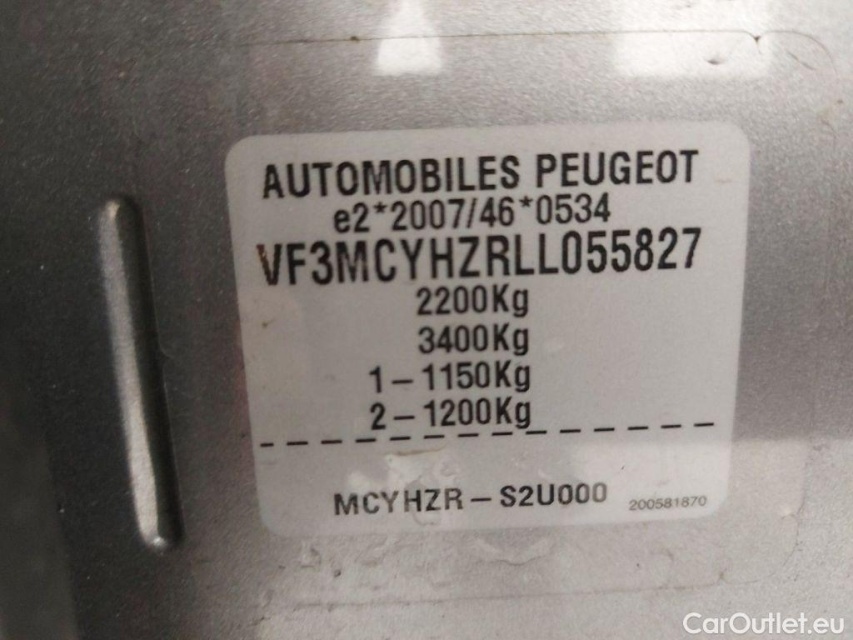 AUTOMOBILES PEUGEOT
e2*2007/46*0534
VF3MCYHZRLL055827
2200Kg
3400Kg
1-1150Kg
2-1200Kg
MCYHZR-S2U000 200581870
CarOutlet.eu